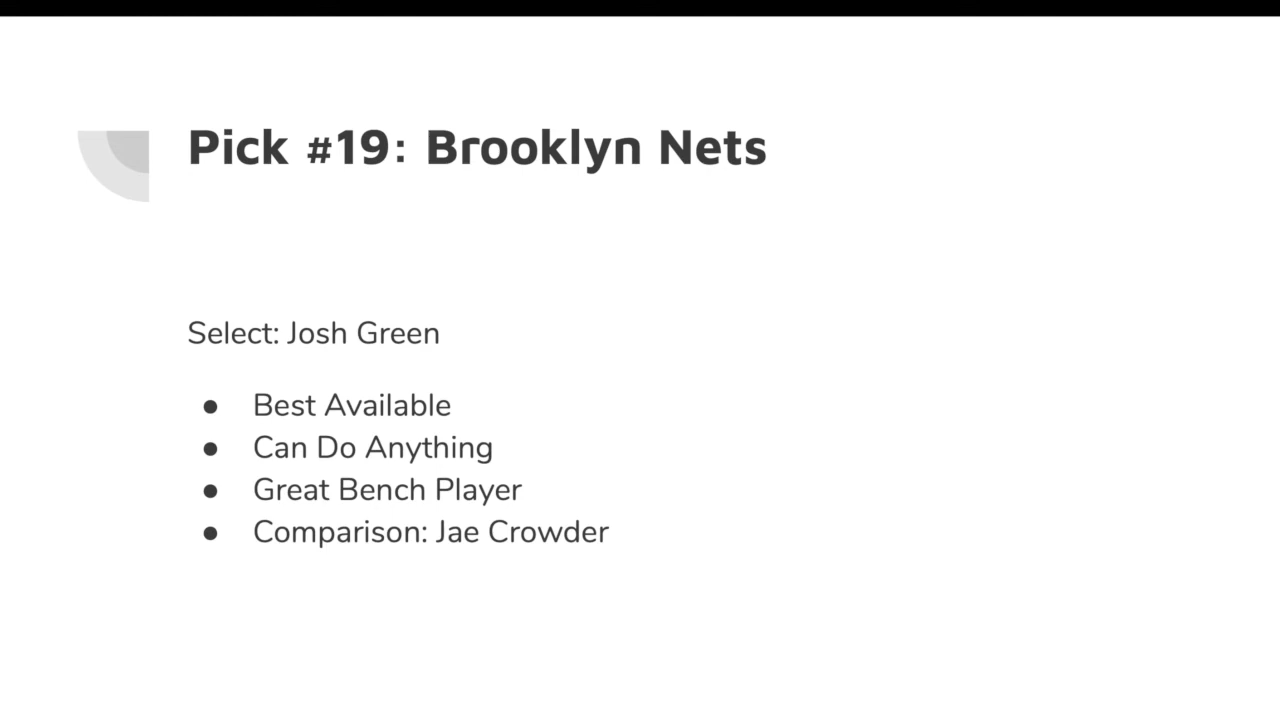 Pick #19: Brooklyn Nets
Select: Josh Green
● Best Available
● Can Do Anything
● Great Bench Player
● Comparison: Jae Crowder